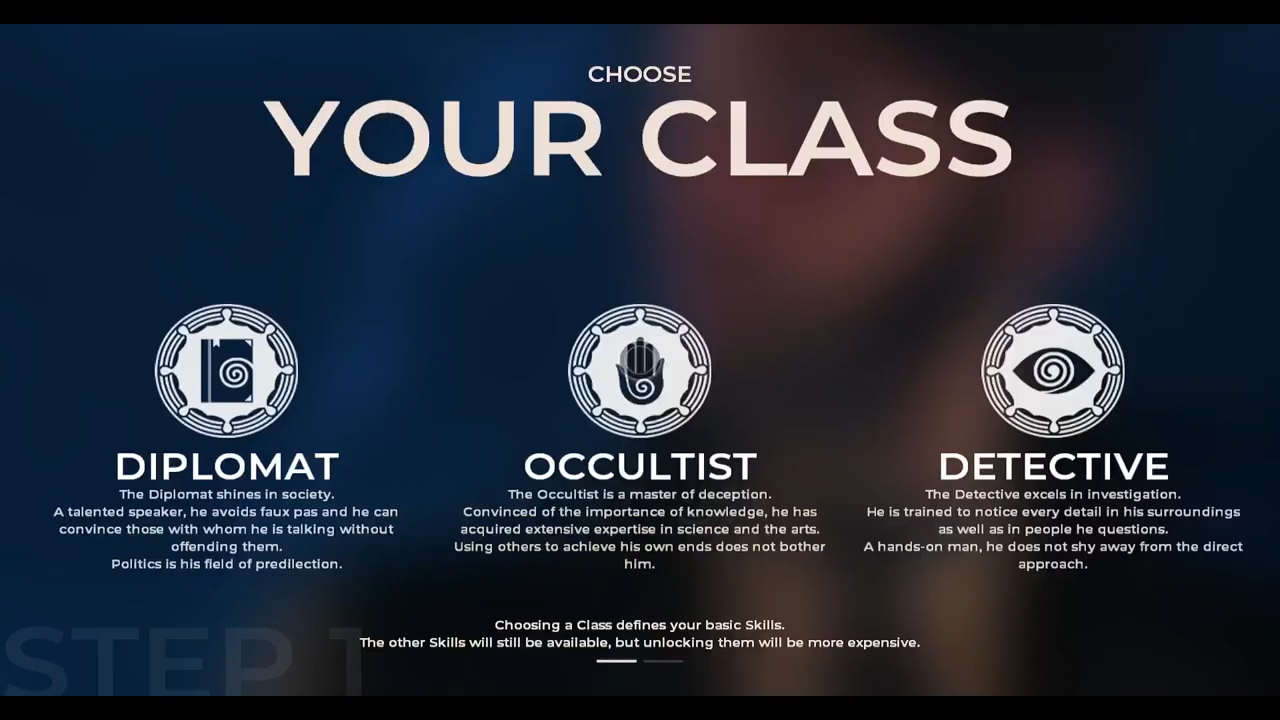 CHOOSE
YOUR CLASS
DIPLOMAT
The Diplomat shines in society.
A talented speaker, he avoids faux pas and he can
convince those with whom he is talking without
offending them.
Politics is his field of predilection.
OCCULTIST
The Occultist is a master of deception.
Convinced of the importance of knowledge, he has
acquired extensive expertise in science and the arts.
Using others to achieve his own ends does not bother
him.
DETECTIVE
The Detective excels in investigation.
He is trained to notice every detail in his surroundings
as well as in people he questions.
A hands-on man, he does not shy away from the direct
approach.
Choosing a Class defines your basic Skills.
The other Skills will still be available, but unlocking them will be more expensive.
STEP 1